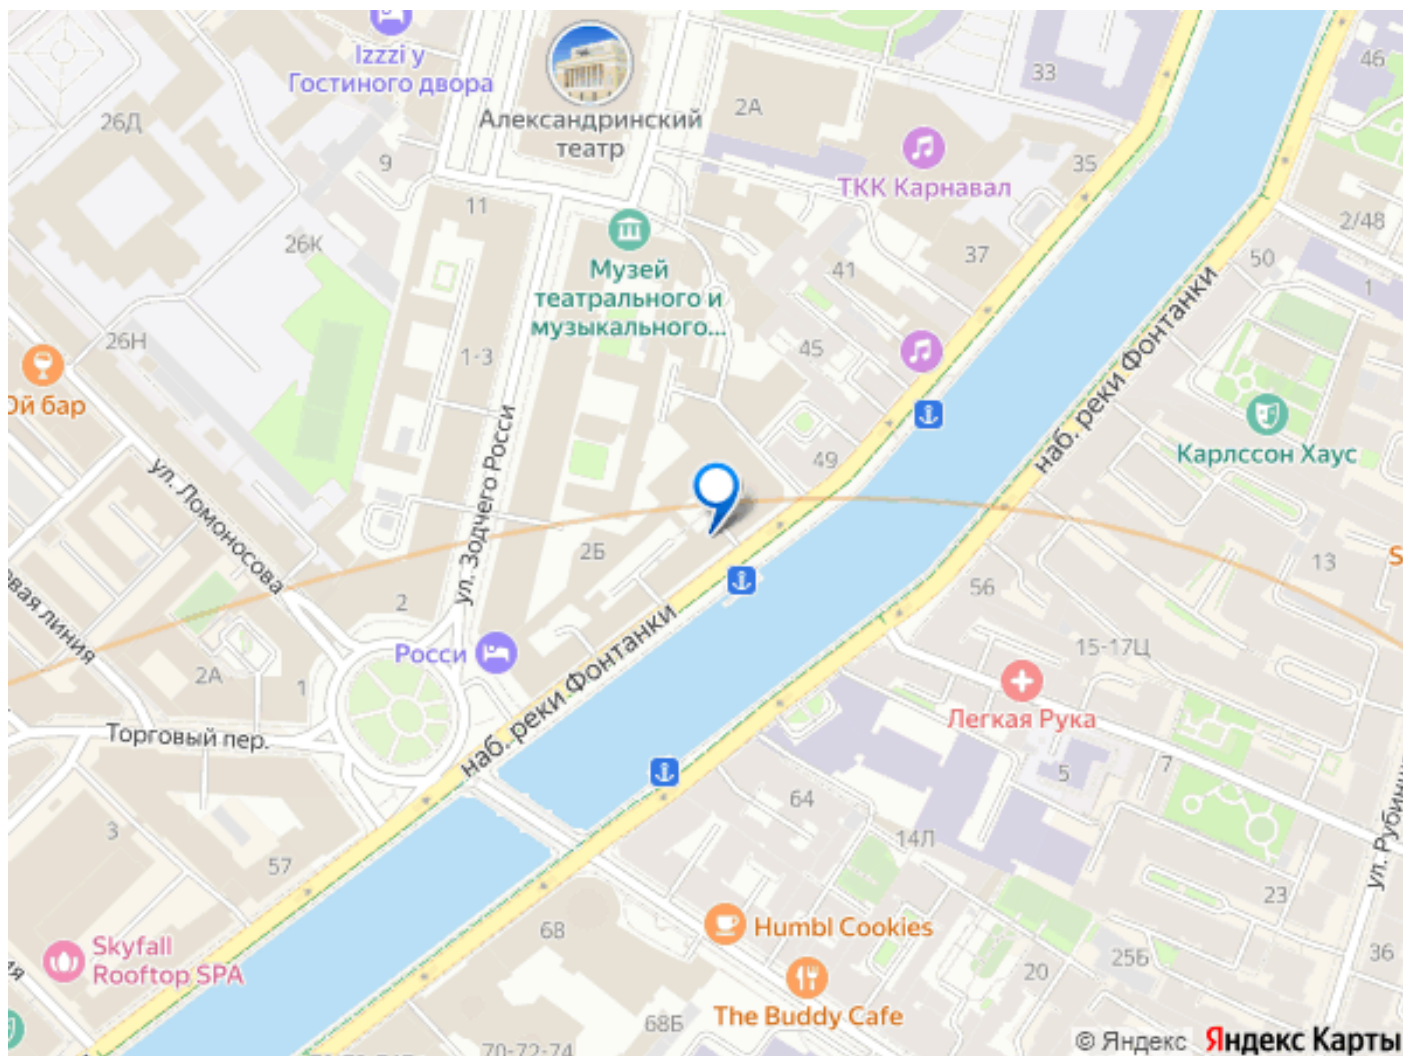 Izzzi у
Гостиного двора
Александринский
театр
2А
33
46
26Д
9
ТКК Карнавал
35
11
26К
Музей
театрального и
музыкального...
41
37
2/48
50
1
26Н
1-3
45
Ой бар
ул. Зодчего Росси
наб. реки Фонтанки
Карлссон Хаус
49
ул. Ломоносова
2Б
13
S
вая линия
2
56
Росси
наб. реки Фонтанки
15-17Ц
2А
1
Легкая Рука
Торговый пер.
5
7
64
14Л
3
57
ул. Рубин
23
Skyfall
Rooftop SPA
68
Humbl Cookies
25Б
36
20
The Buddy Cafe
68Б
70-72-74
© Яндекс Яндекс Карты